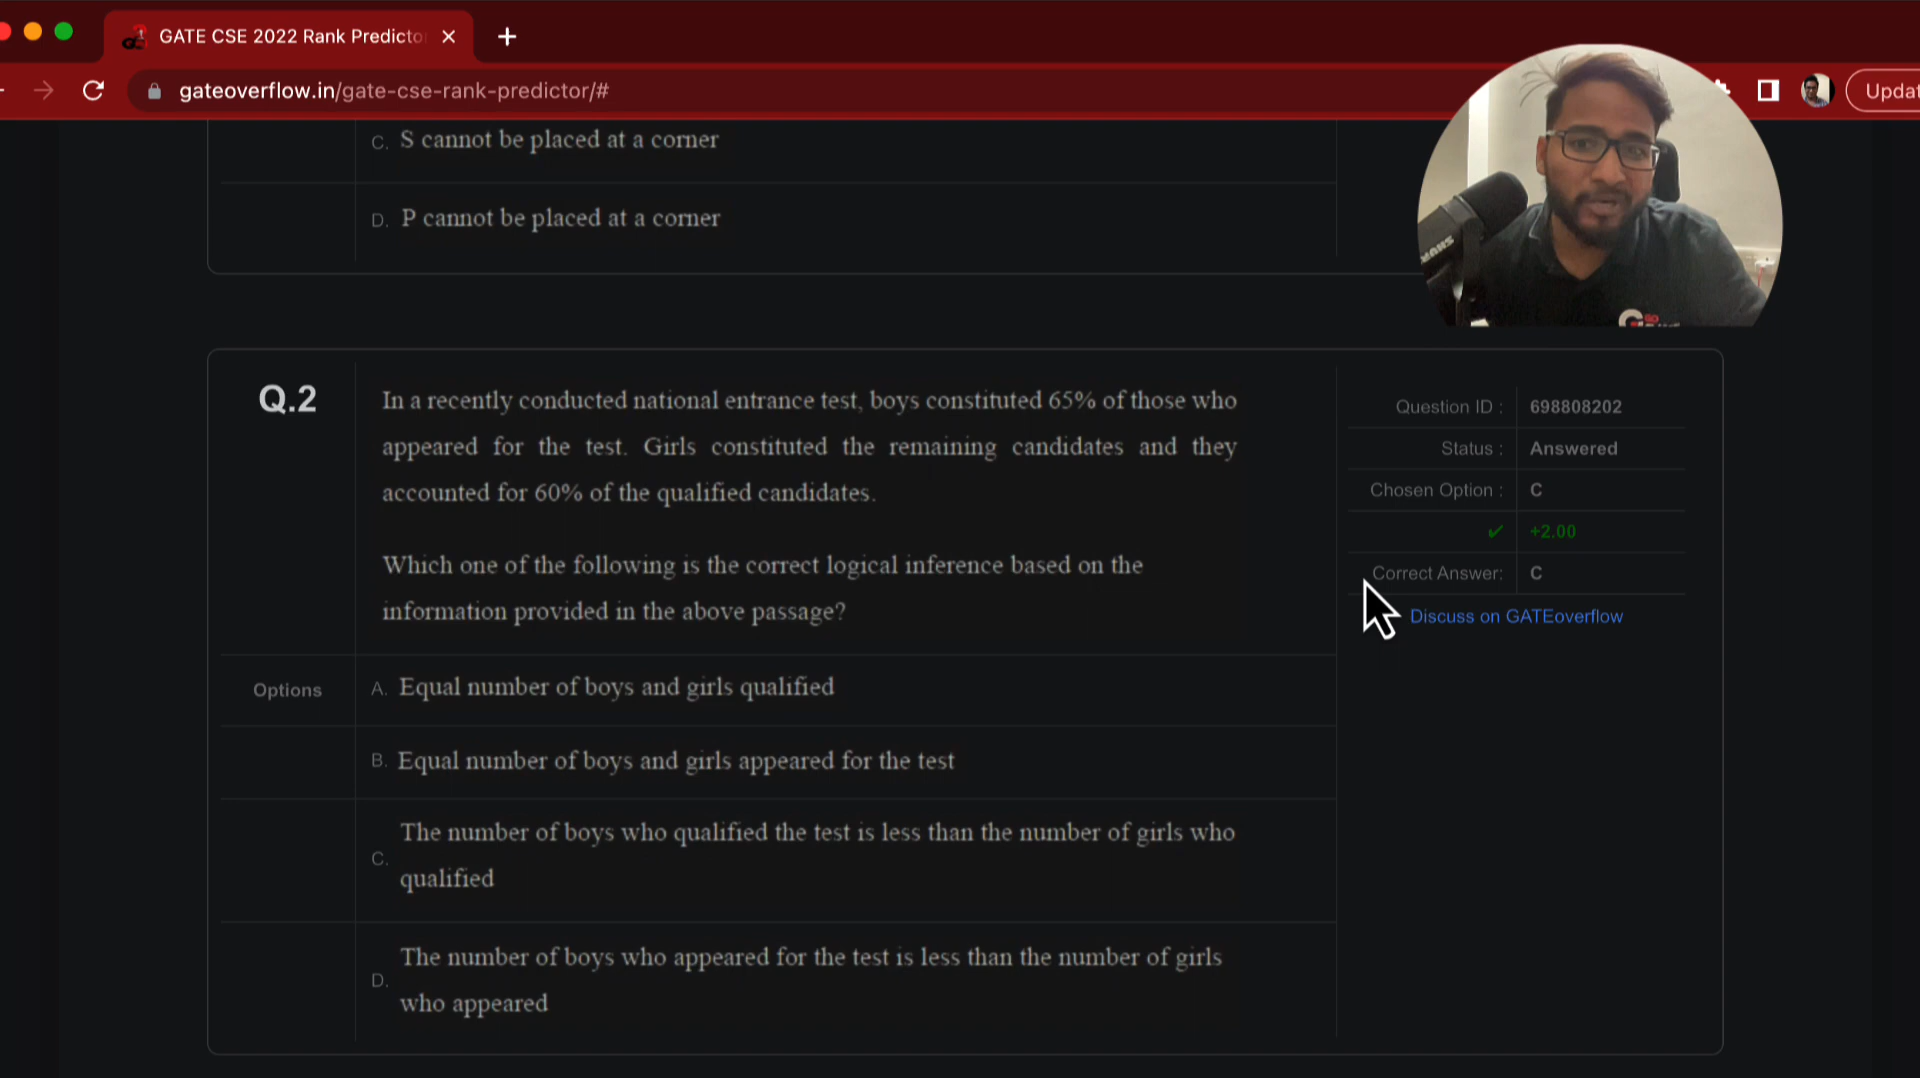 GATE CSE 2022 Rank Predicto
gateoverflow.in/gate-cse-rank-predictor/#
Updat
C. S cannot be placed at a corner
D. P cannot be placed at a corner
Q.2
In a recently conducted national entrance test, boys constituted 65% of those who
appeared for the test. Girls constituted the remaining candidates and they
accounted for 60% of the qualified candidates.
Which one of the following is the correct logical inference based on the
information provided in the above passage?
Options
A. Equal number of boys and girls qualified
B. Equal number of boys and girls appeared for the test
C. The number of boys who qualified the test is less than the number of girls who
qualified
D. The number of boys who appeared for the test is less than the number of girls
who appeared
Question ID : 698808202
Status : Answered
Chosen Option : C
✓ +2.00
Correct Answer: C
Discuss on GATEoverflow